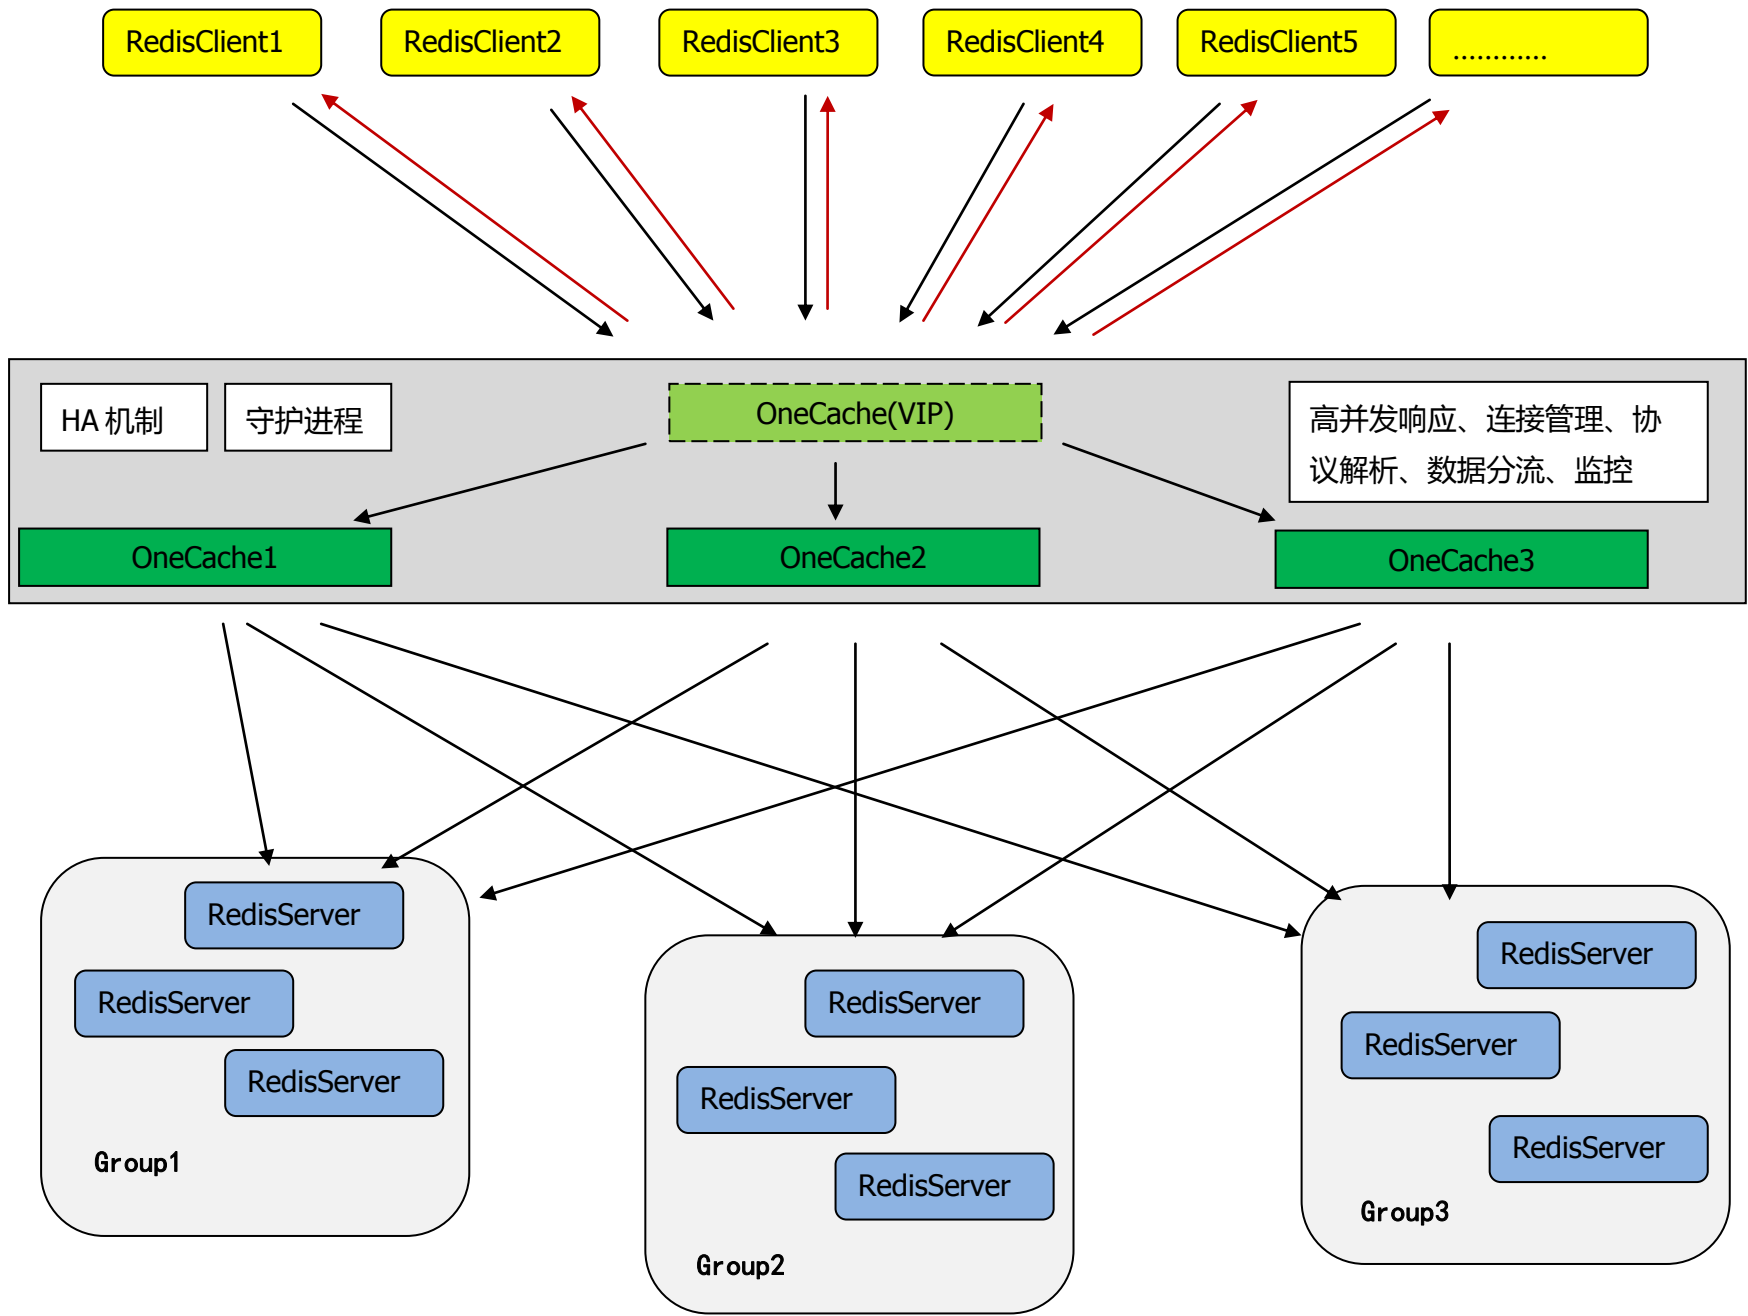 RedisClient1
RedisClient2
RedisClient3
RedisClient4
RedisClient5
............
HA 机制
守护进程
OneCache(VIP)
高并发响应、连接管理、协
议解析、数据分流、监控
OneCache1
OneCache2
OneCache3
RedisServer
RedisServer
RedisServer
Group1
RedisServer
RedisServer
RedisServer
Group2
RedisServer
RedisServer
RedisServer
Group3